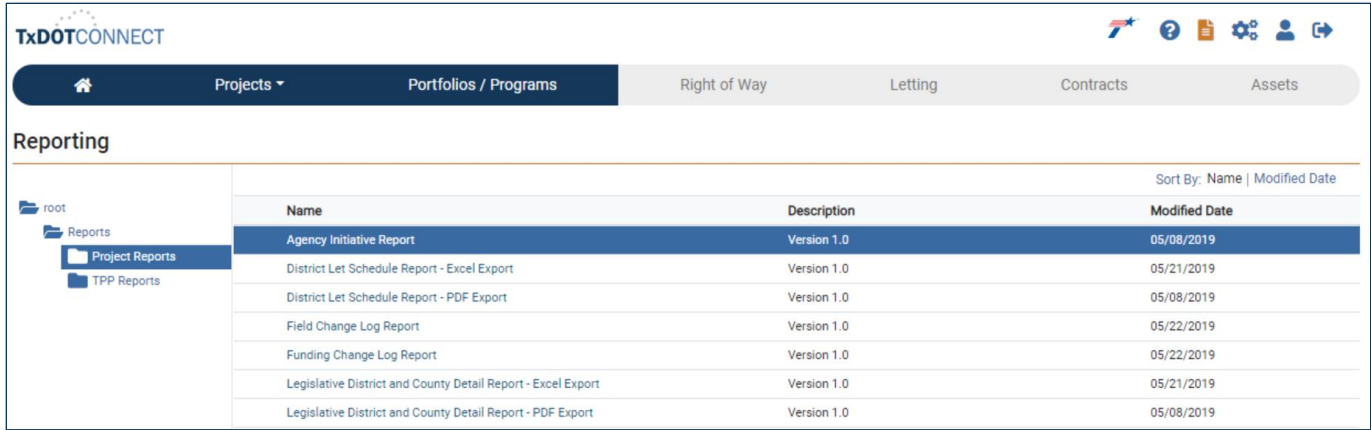 TxDOTCONNECT
Projects Portfolios / Programs Right of Way Letting Contracts Assets
Reporting
Sort By: Name | Modified Date
root
Reports
Project Reports
TPP Reports
Name Description Modified Date
Agency Initiative Report Version 1.0 05/08/2019
District Let Schedule Report - Excel Export Version 1.0 05/21/2019
District Let Schedule Report - PDF Export Version 1.0 05/08/2019
Field Change Log Report Version 1.0 05/22/2019
Funding Change Log Report Version 1.0 05/22/2019
Legislative District and County Detail Report - Excel Export Version 1.0 05/21/2019
Legislative District and County Detail Report - PDF Export Version 1.0 05/08/2019